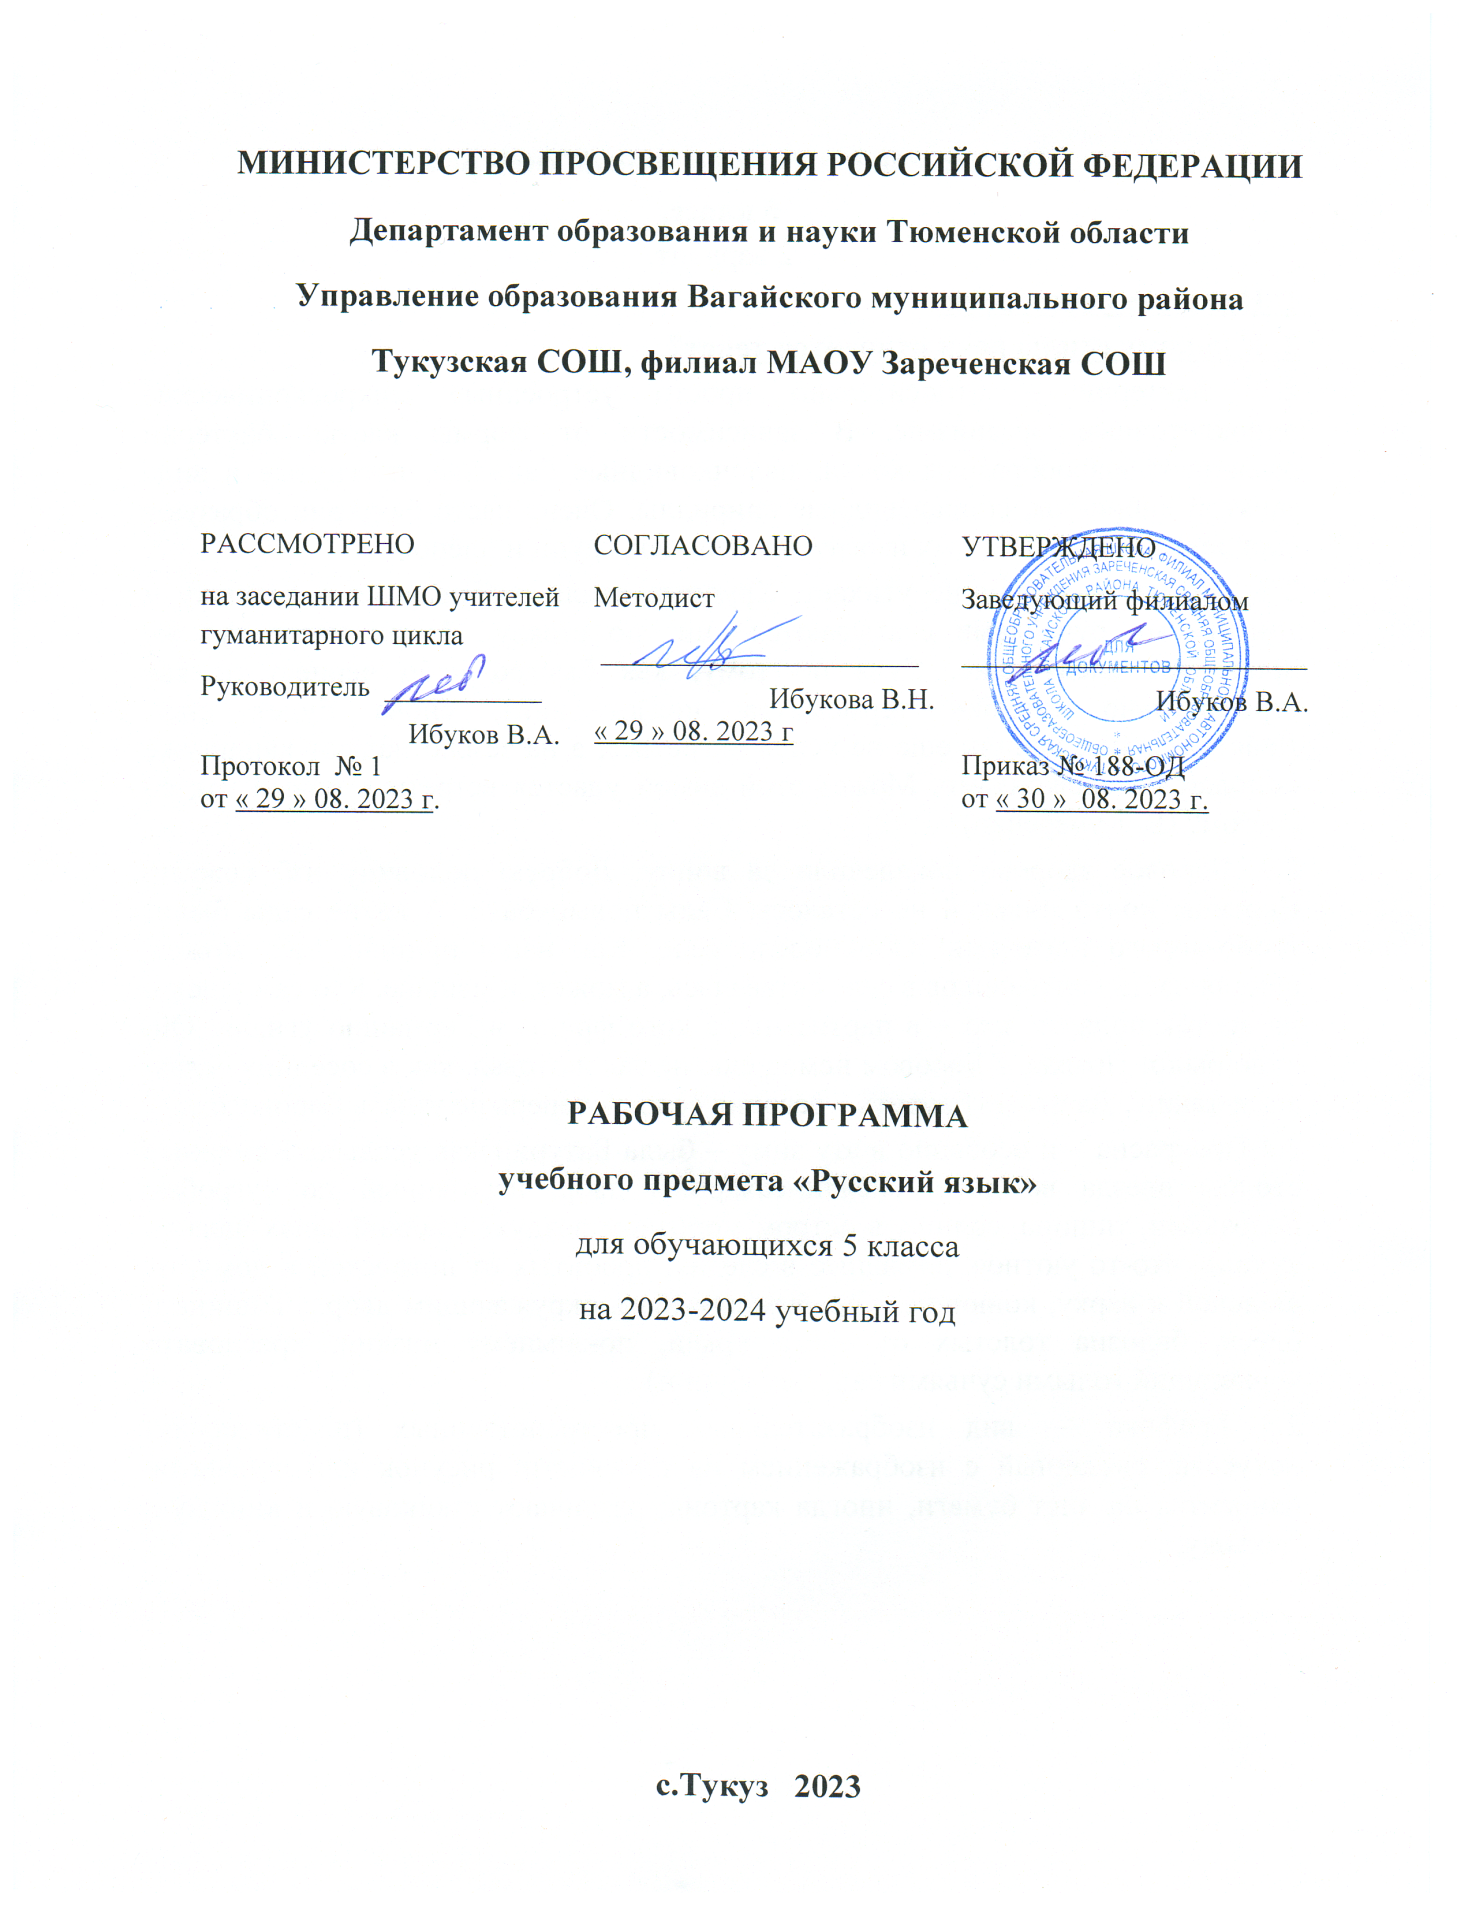 МИНИСТЕРСТВО ПРОСВЕЩЕНИЯ РОССИЙСКОЙ ФЕДЕРАЦИИ
Департамент образования и науки Тюменской области
Управление образования Вагайского муниципального района
Тукузская СОШ, филиал МАОУ Зареченская СОШ
РАССМОТРЕНО
на заседании ШМО учителей
гуманитарного цикла
Руководитель ___________
Ибуков В.А.
Протокол № 1
от « 29 » 08. 2023 г.
СОГЛАСОВАНО
Методист
______________________
Ибукова В.Н.
« 29 » 08. 2023 г
УТВЕРЖДЕНО
Заведующий филиалом
________________________
Ибуков В.А.
Приказ № 188-ОД
от « 30 » 08. 2023 г.
ДЛЯ
ДОКУМЕНТОВ
РАБОЧАЯ ПРОГРАММА
учебного предмета «Русский язык»
для обучающихся 5 класса
на 2023-2024 учебный год
с.Тукуз 2023